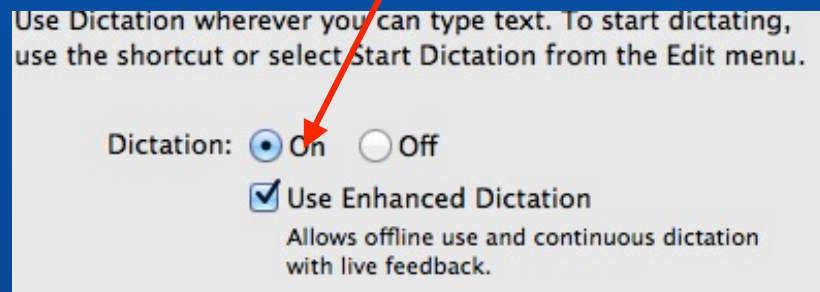 Use Dictation wherever you can type text. To start dictating,
use the shortcut or select Start Dictation from the Edit menu.
Dictation: On Off
Use Enhanced Dictation
Allows offline use and continuous dictation
with live feedback.